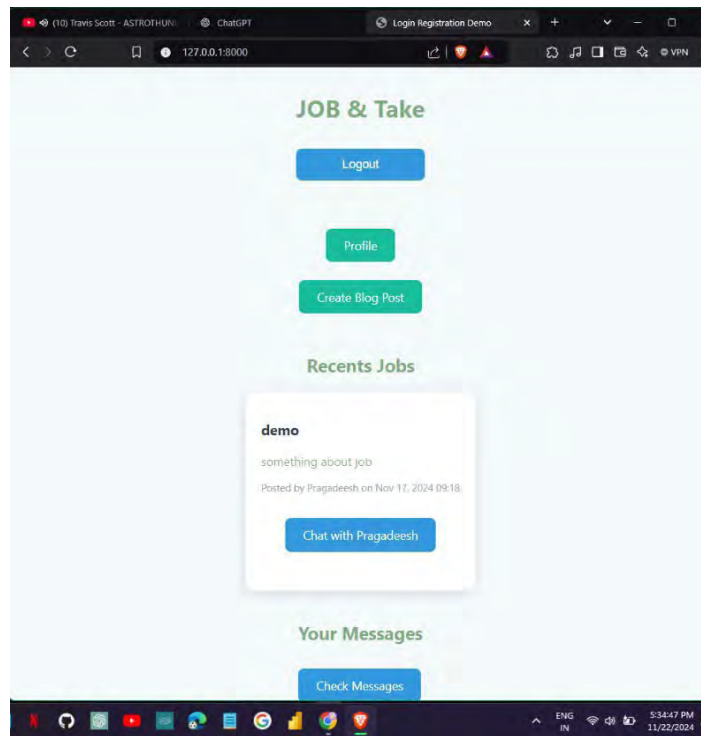 (10) Travis Scott - ASTROTHUN
ChatGPT
Login Registration Demo
127.0.0.1:8000
VPN
JOB & Take
Logout
Profile
Create Blog Post
Recents Jobs
demo
something about job
Posted by Pragadeesh on Nov 17, 2024 09:18
Chat with Pragadeesh
Your Messages
Check Messages
ENG
IN
5:34:47 PM
11/22/2024